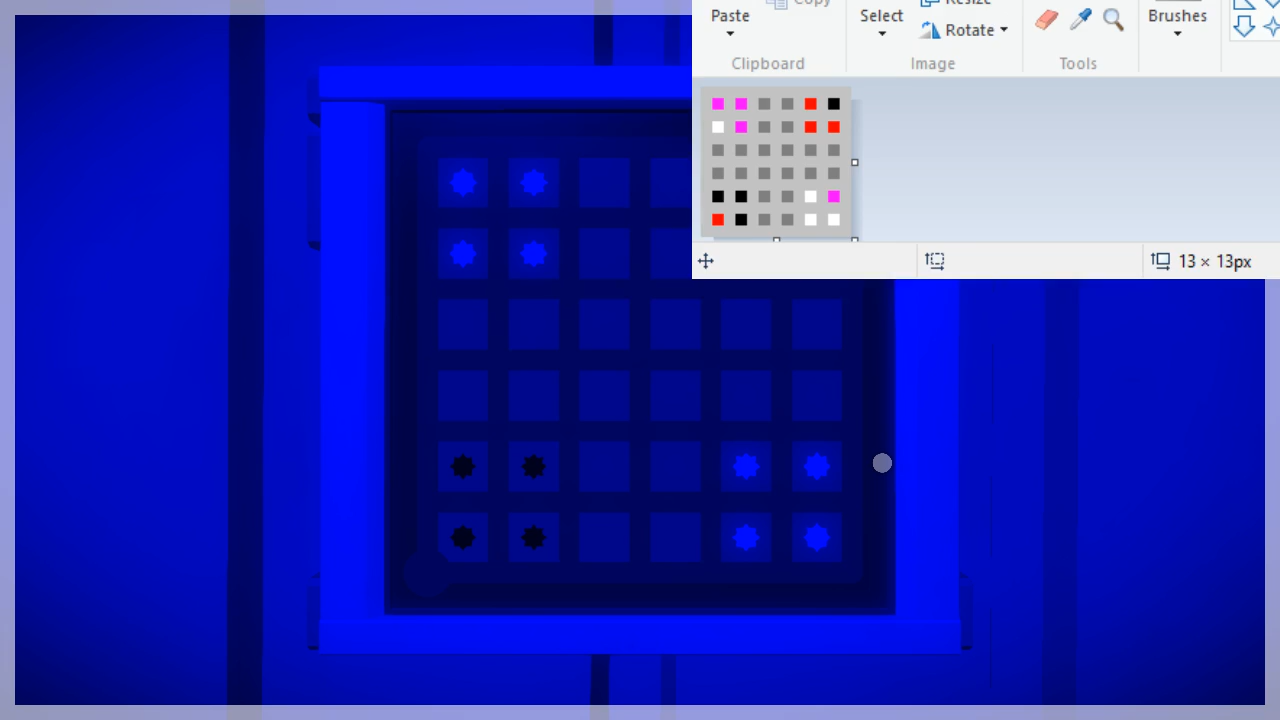 Copy
Resize
Paste
Select
Rotate
Brushes
Clipboard
Image
Tools
13 × 13px